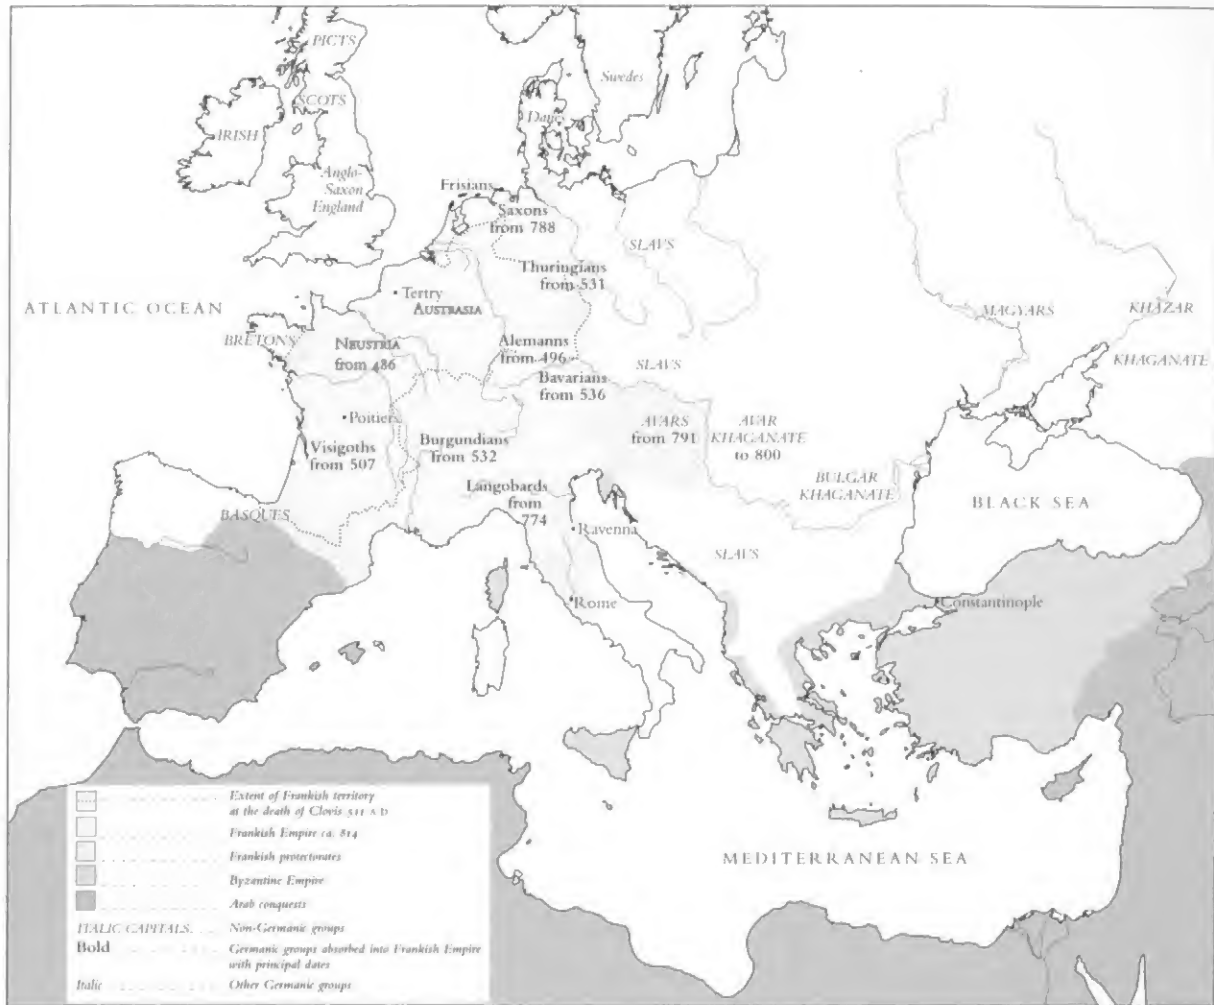 PICTS
Swedes
SCOTS
Danes
IRISH
Anglo-
Saxon
England
Frisians
Saxons
from 788
SLAVS
Thuringians
from 531
ATLANTIC OCEAN
Tertry
AUSTRASIA
MAGYARS
KHAZAR
KHAGANATE
BRETONS
NEUSTRIA
from 486
Alemanns
from 496
SLAVS
Bavarians
from 536
Poitiers
AVARS
from 791
AVAR
KHAGANATE
to 800
Visigoths
from 507
Burgundians
from 532
BULGAR
KHAGANATE
Langobards
from
774
BLACK SEA
BASQUES
Ravenna
SLAVS
Rome
Constantinople
MEDITERRANEAN SEA
Extent of Frankish territory
at the death of Clovis 511 A D
Frankish Empire ca. 814
Frankish protectorates
Byzantine Empire
Arab conquests
ITALIC CAPITALS . . . Non-Germanic groups
Bold . . . Germanic groups absorbed into Frankish Empire
with principal dates
Italic . . . Other Germanic groups